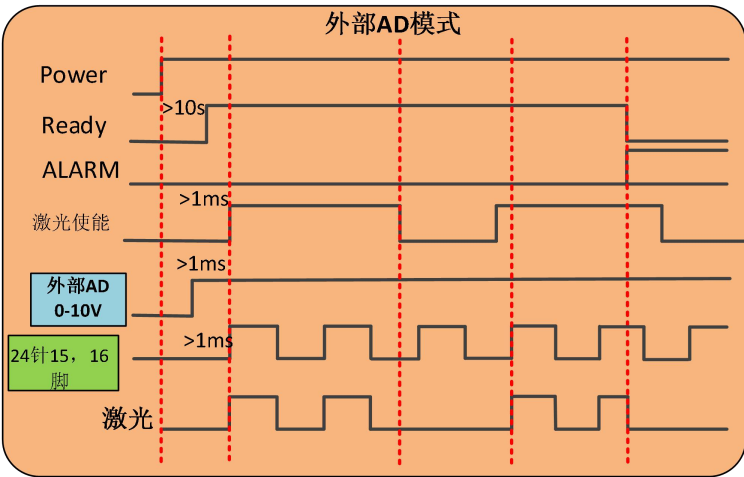 外部AD模式
Power
>10s
Ready
ALARM
>1ms
激光使能
>1ms
外部AD
0-10V
>1ms
24针15，16
脚
激光